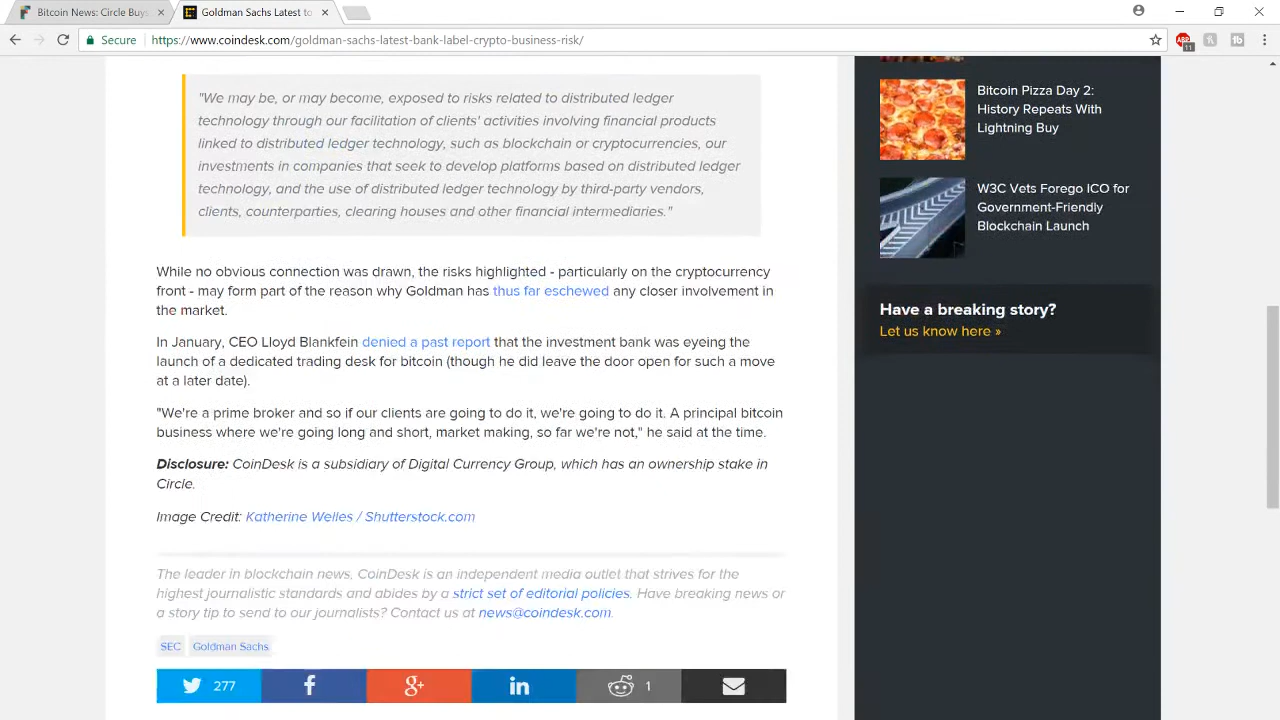 Bitcoin News: Circle Buys
Goldman Sachs Latest to
Secure
https://www.coindesk.com/goldman-sachs-latest-bank-label-crypto-business-risk/
ABP
11
"We may be, or may become, exposed to risks related to distributed ledger
technology through our facilitation of clients' activities involving financial products
linked to distributed ledger technology, such as blockchain or cryptocurrencies, our
investments in companies that seek to develop platforms based on distributed ledger
technology, and the use of distributed ledger technology by third-party vendors,
clients, counterparties, clearing houses and other financial intermediaries."
While no obvious connection was drawn, the risks highlighted - particularly on the cryptocurrency
front - may form part of the reason why Goldman has thus far eschewed any closer involvement in
the market.
In January, CEO Lloyd Blankfein denied a past report that the investment bank was eyeing the
launch of a dedicated trading desk for bitcoin (though he did leave the door open for such a move
at a later date).
"We're a prime broker and so if our clients are going to do it, we're going to do it. A principal bitcoin
business where we're going long and short, market making, so far we're not," he said at the time.
Disclosure: CoinDesk is a subsidiary of Digital Currency Group, which has an ownership stake in
Circle.
Image Credit: Katherine Welles / Shutterstock.com
The leader in blockchain news, CoinDesk is an independent media outlet that strives for the
highest journalistic standards and abides by a strict set of editorial policies. Have breaking news or
a story tip to send to our journalists? Contact us at news@coindesk.com.
SEC
Goldman Sachs
277
1
Bitcoin Pizza Day 2:
History Repeats With
Lightning Buy
W3C Vets Forego ICO for
Government-Friendly
Blockchain Launch
Have a breaking story?
Let us know here »